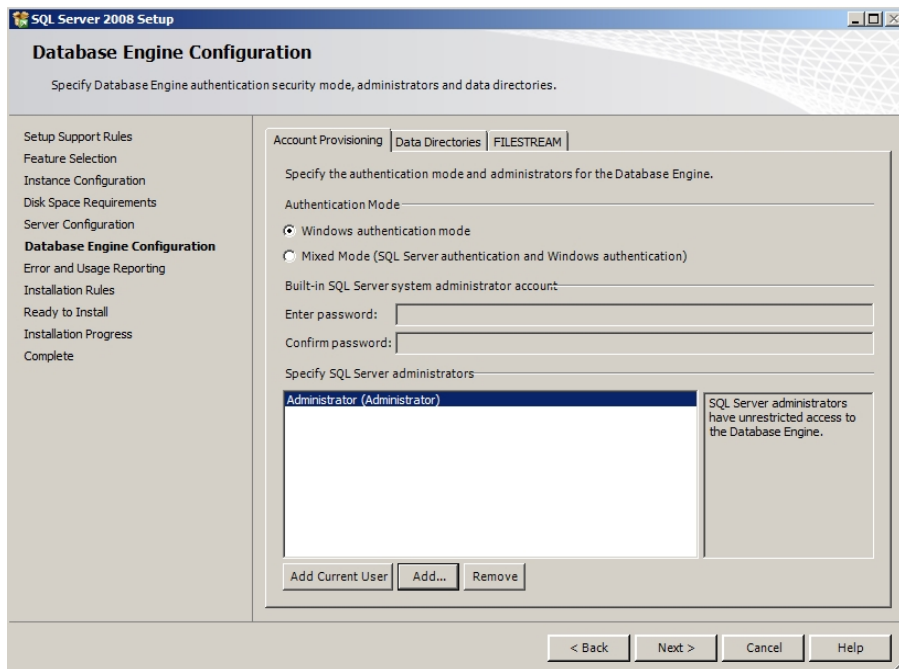 SQL Server 2008 Setup
Database Engine Configuration
Specify Database Engine authentication security mode, administrators and data directories.
Setup Support Rules
Feature Selection
Instance Configuration
Disk Space Requirements
Server Configuration
Database Engine Configuration
Error and Usage Reporting
Installation Rules
Ready to Install
Installation Progress
Complete
Account Provisioning Data Directories FILESTREAM
Specify the authentication mode and administrators for the Database Engine.
Authentication Mode
Windows authentication mode
Mixed Mode (SQL Server authentication and Windows authentication)
Built-in SQL Server system administrator account
Enter password:
Confirm password:
Specify SQL Server administrators
Administrator (Administrator)
SQL Server administrators
have unrestricted access to
the Database Engine.
Add Current User Add... Remove
< Back Next > Cancel Help